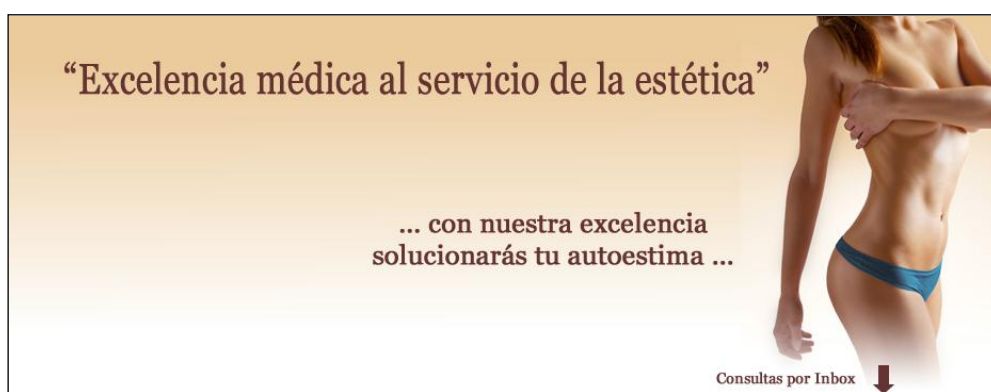 “Excelencia médica al servicio de la estética”
... con nuestra excelencia
solucionarás tu autoestima ...
Consultas por Inbox